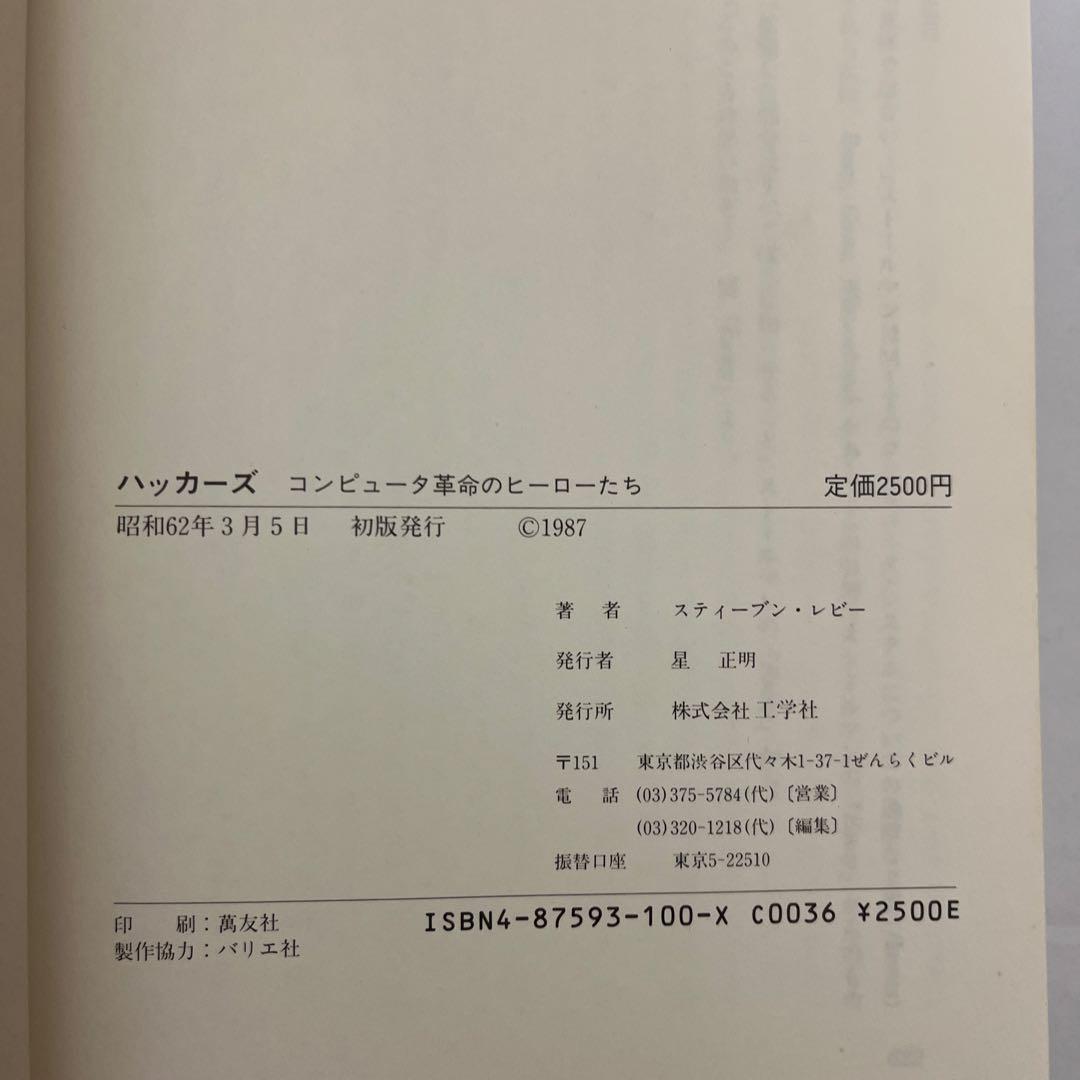 ハッカーズ コンピュータ革命のヒーローたち 定価2500円
昭和62年3月5日 初版発行 ©1987
著 者 スティーブン・レビー
発行者 星 正明
発行所 株式会社 工学社
〒151 東京都渋谷区代々木1-37-1ぜんらくビル
電 話 (03)375-5784(代)〔営業〕
(03)320-1218(代)〔編集〕
振替口座 東京5-22510
印 刷：萬友社
製作協力：バリエ社
ISBN4-87593-100-X C0036 ¥2500E